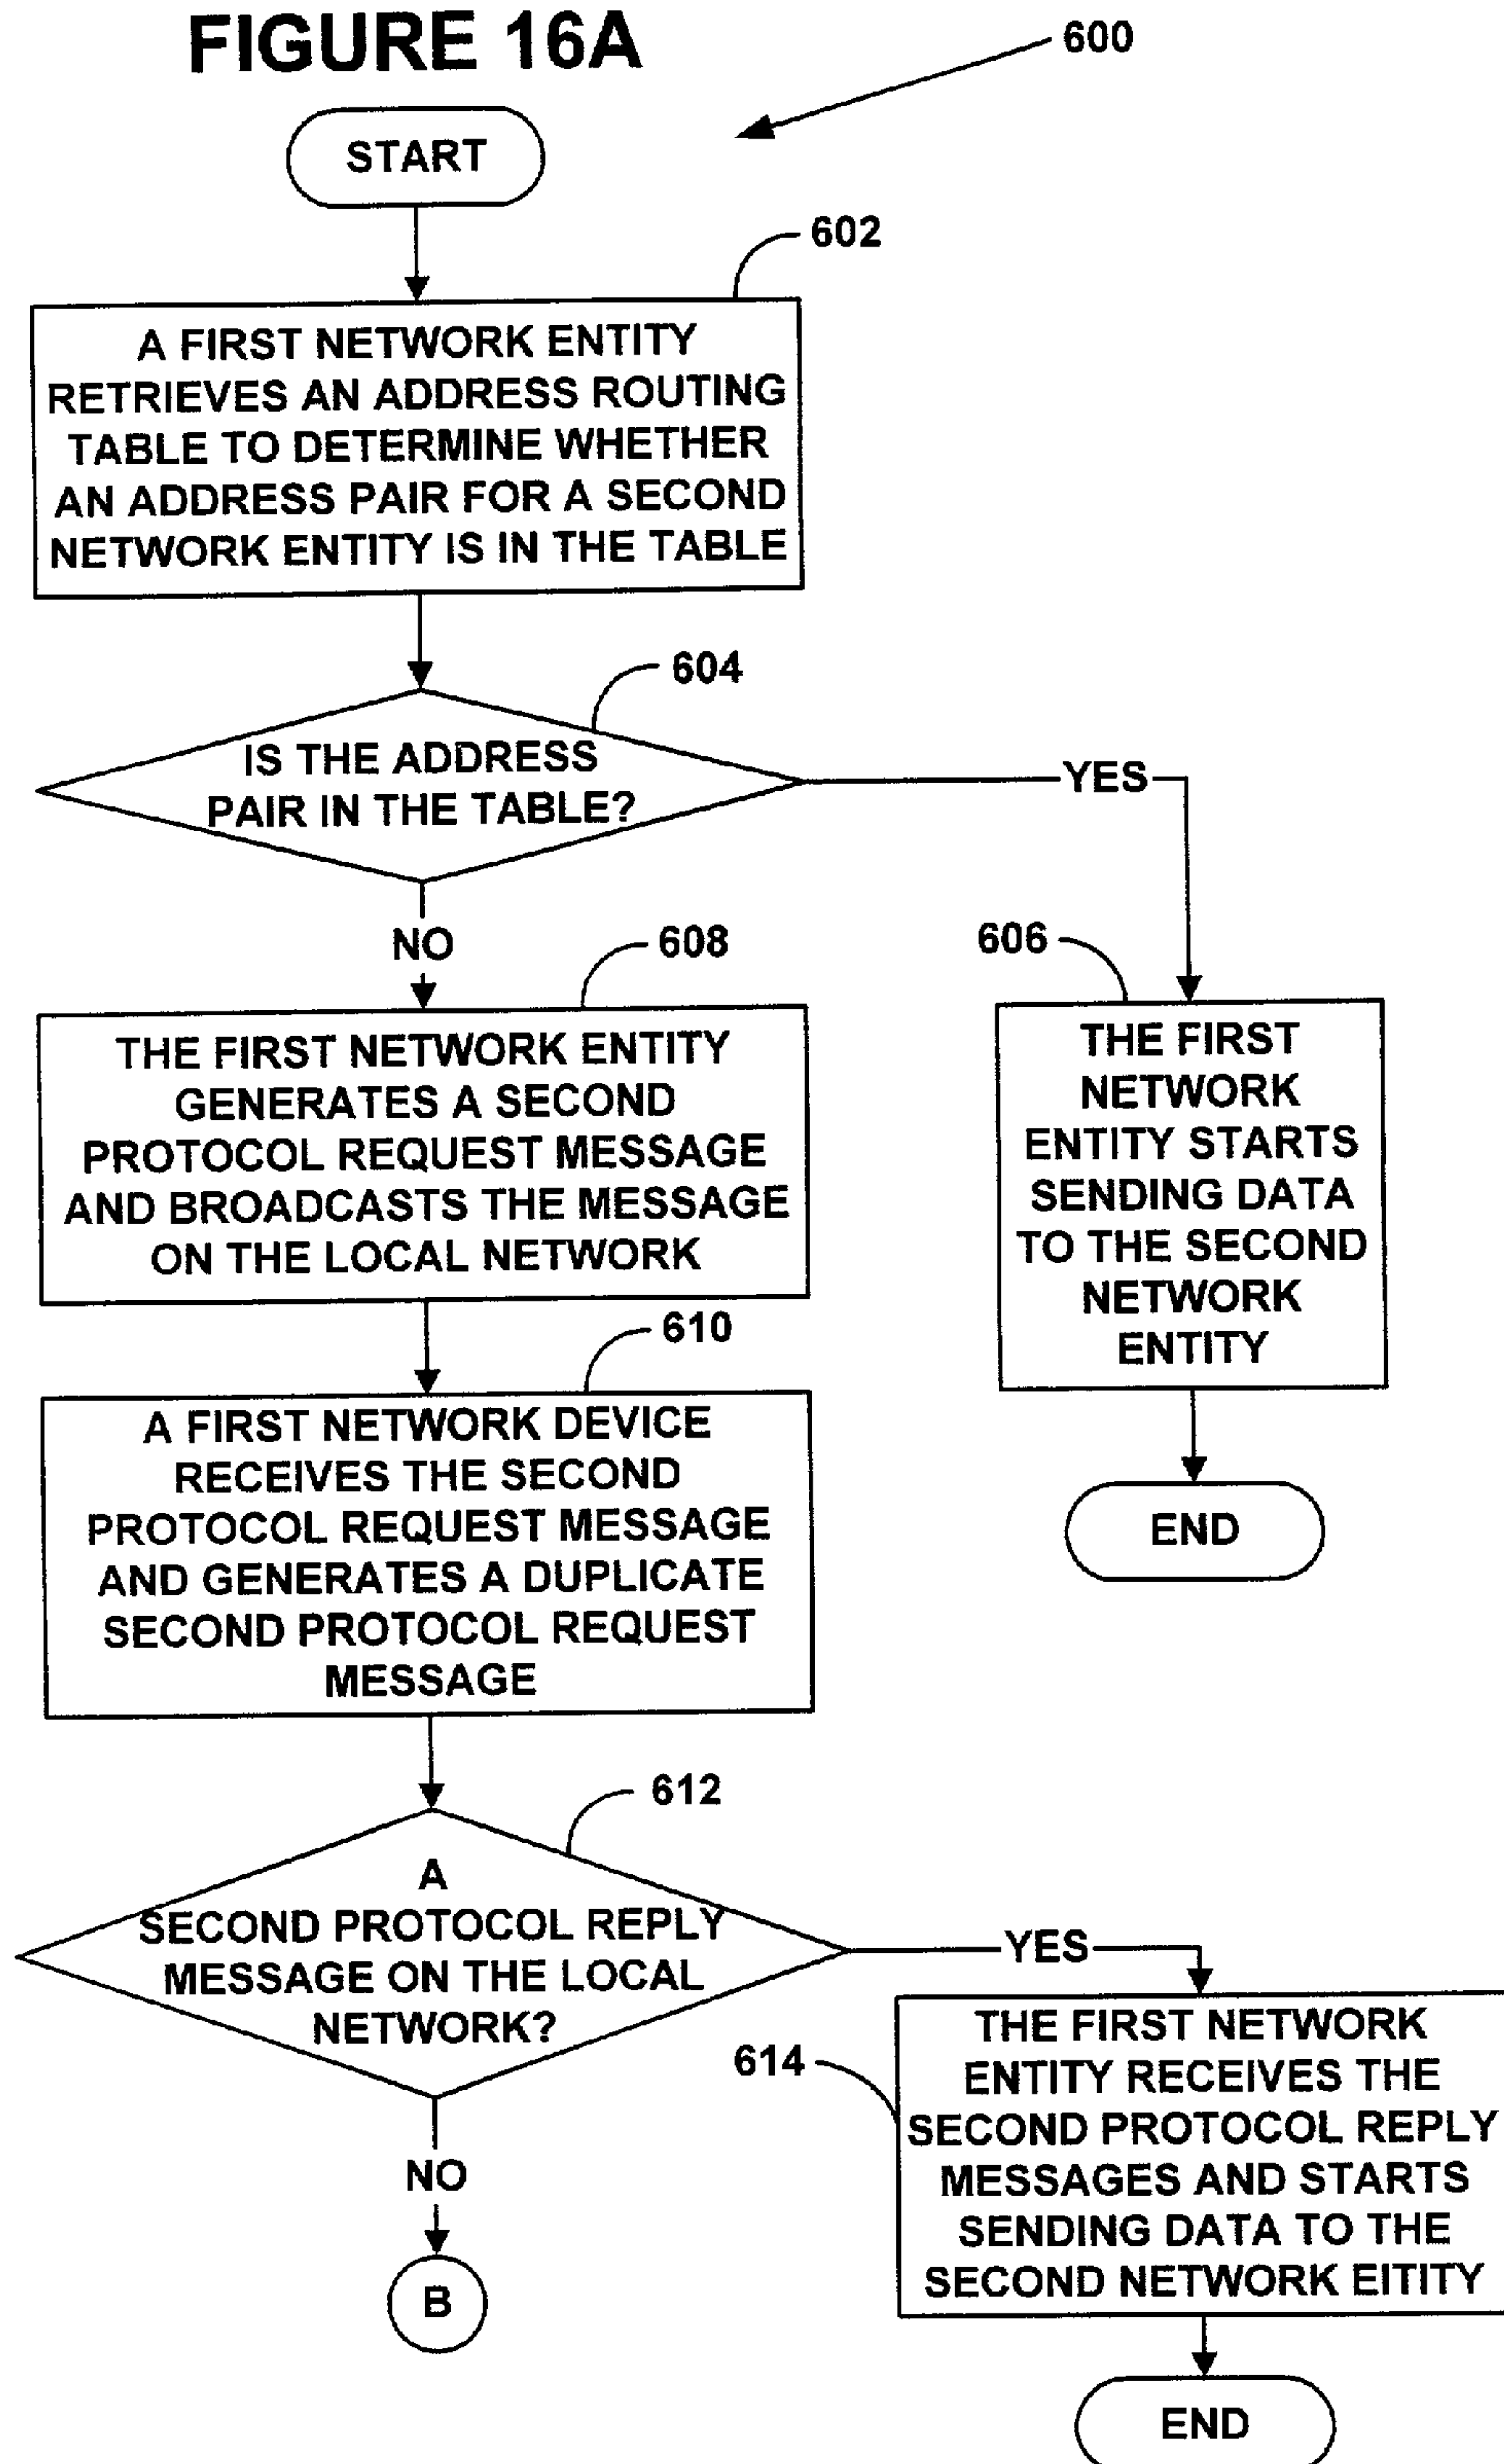 FIGURE 16A
600
START
602
A FIRST NETWORK ENTITY
RETRIEVES AN ADDRESS ROUTING
TABLE TO DETERMINE WHETHER
AN ADDRESS PAIR FOR A SECOND
NETWORK ENTITY IS IN THE TABLE
604
IS THE ADDRESS
PAIR IN THE TABLE?
YES
NO
608
606
THE FIRST NETWORK ENTITY
GENERATES A SECOND
PROTOCOL REQUEST MESSAGE
AND BROADCASTS THE MESSAGE
ON THE LOCAL NETWORK
THE FIRST
NETWORK
ENTITY STARTS
SENDING DATA
TO THE SECOND
NETWORK
ENTITY
END
610
A FIRST NETWORK DEVICE
RECEIVES THE SECOND
PROTOCOL REQUEST MESSAGE
AND GENERATES A DUPLICATE
SECOND PROTOCOL REQUEST
MESSAGE
612
A
SECOND PROTOCOL REPLY
MESSAGE ON THE LOCAL
NETWORK?
YES
614
THE FIRST NETWORK
ENTITY RECEIVES THE
SECOND PROTOCOL REPLY
MESSAGES AND STARTS
SENDING DATA TO THE
SECOND NETWORK EITITY
NO
B
END